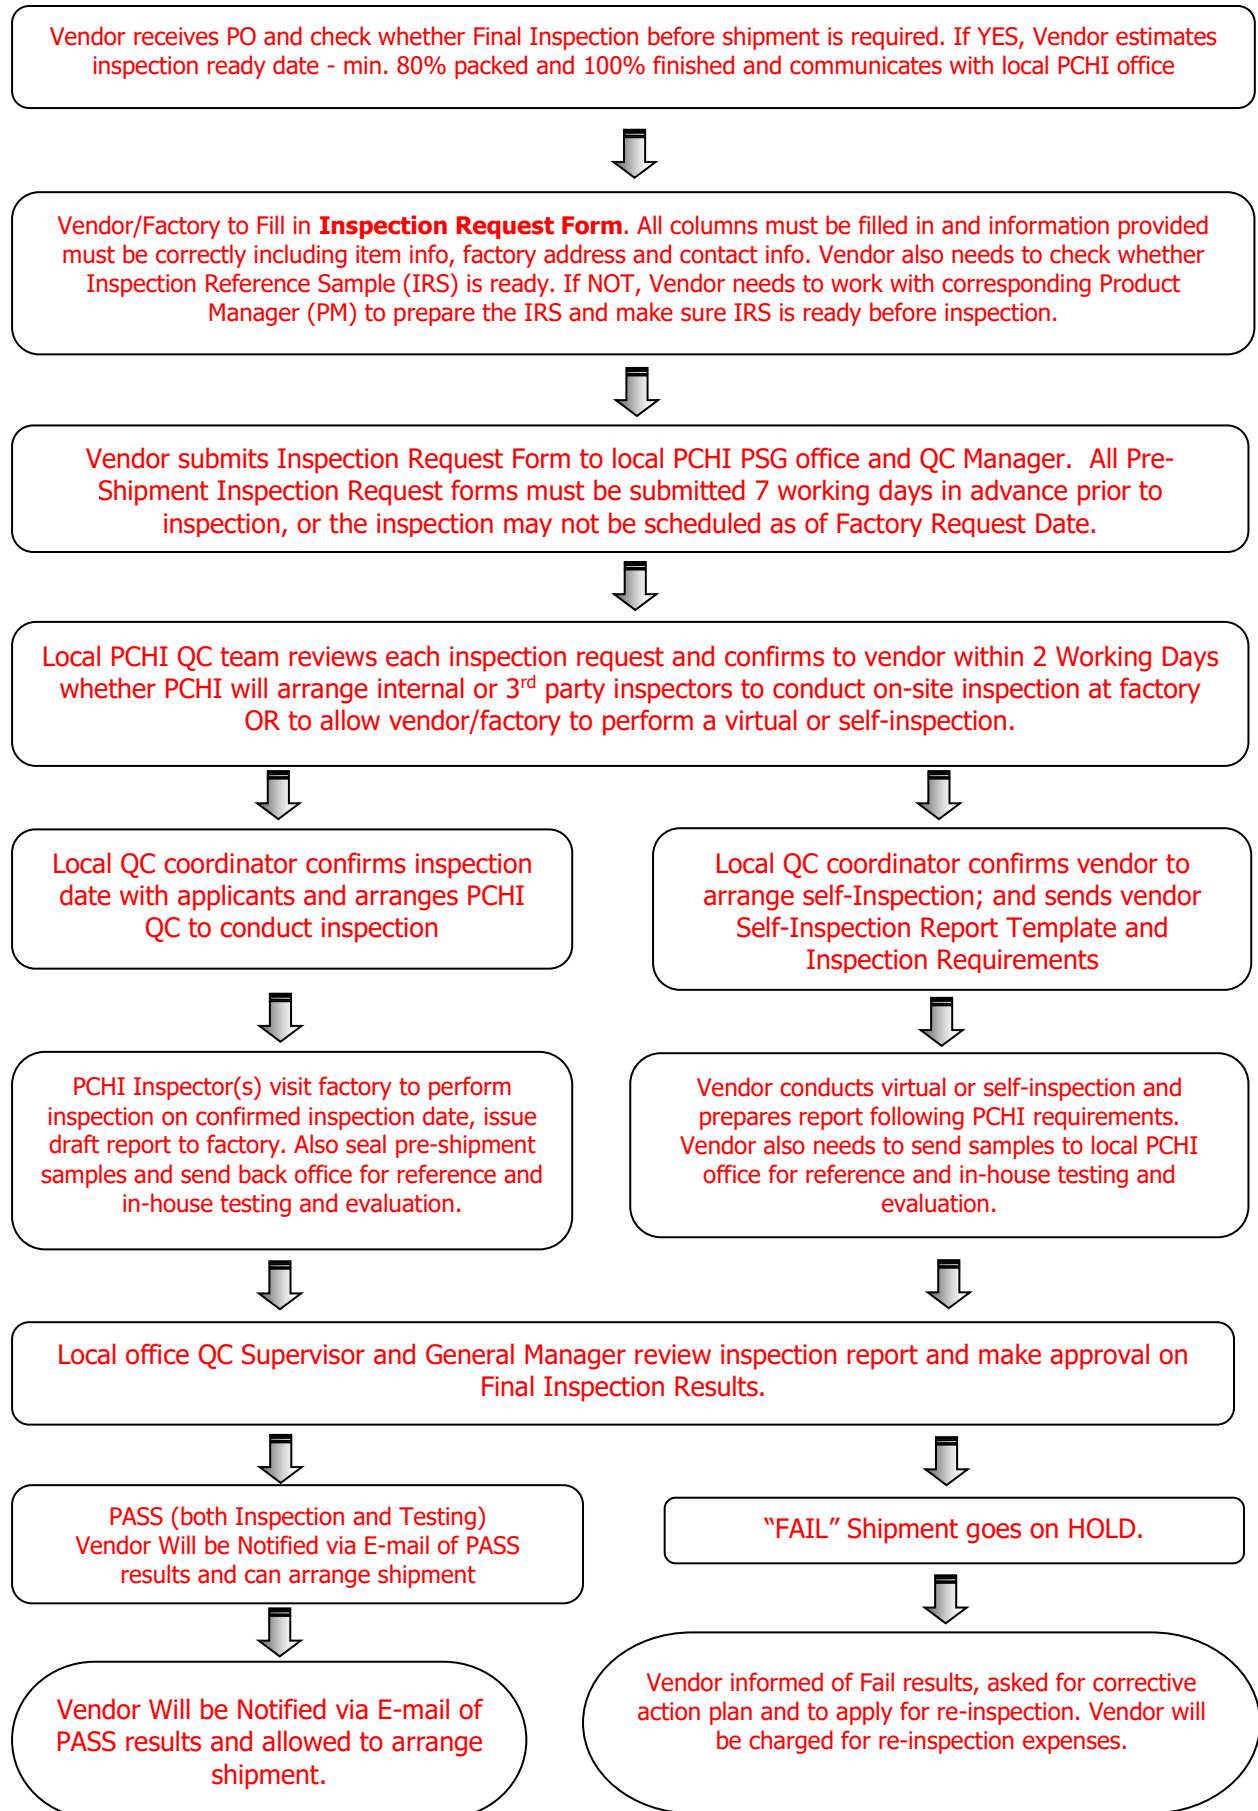 Vendor receives PO and check whether Final Inspection before shipment is required. If YES, Vendor estimates
inspection ready date - min. 80% packed and 100% finished and communicates with local PCHI office
Vendor/Factory to Fill in Inspection Request Form. All columns must be filled in and information provided
must be correctly including item info, factory address and contact info. Vendor also needs to check whether
Inspection Reference Sample (IRS) is ready. If NOT, Vendor needs to work with corresponding Product
Manager (PM) to prepare the IRS and make sure IRS is ready before inspection.
Vendor submits Inspection Request Form to local PCHI PSG office and QC Manager.  All Pre-
Shipment Inspection Request forms must be submitted 7 working days in advance prior to
inspection, or the inspection may not be scheduled as of Factory Request Date.
Local PCHI QC team reviews each inspection request and confirms to vendor within 2 Working Days
whether PCHI will arrange internal or 3rd party inspectors to conduct on-site inspection at factory
OR to allow vendor/factory to perform a virtual or self-inspection.
Local QC coordinator confirms inspection
date with applicants and arranges PCHI
QC to conduct inspection
Local QC coordinator confirms vendor to
arrange self-Inspection; and sends vendor
Self-Inspection Report Template and
Inspection Requirements
PCHI Inspector(s) visit factory to perform
inspection on confirmed inspection date, issue
draft report to factory. Also seal pre-shipment
samples and send back office for reference and
in-house testing and evaluation.
Vendor conducts virtual or self-inspection and
prepares report following PCHI requirements.
Vendor also needs to send samples to local PCHI
office for reference and in-house testing and
evaluation.
Local office QC Supervisor and General Manager review inspection report and make approval on
Final Inspection Results.
PASS (both Inspection and Testing)
Vendor Will be Notified via E-mail of PASS
results and can arrange shipment
“FAIL” Shipment goes on HOLD.
Vendor Will be Notified via E-mail of
PASS results and allowed to arrange
shipment.
Vendor informed of Fail results, asked for corrective
action plan and to apply for re-inspection. Vendor will
be charged for re-inspection expenses.